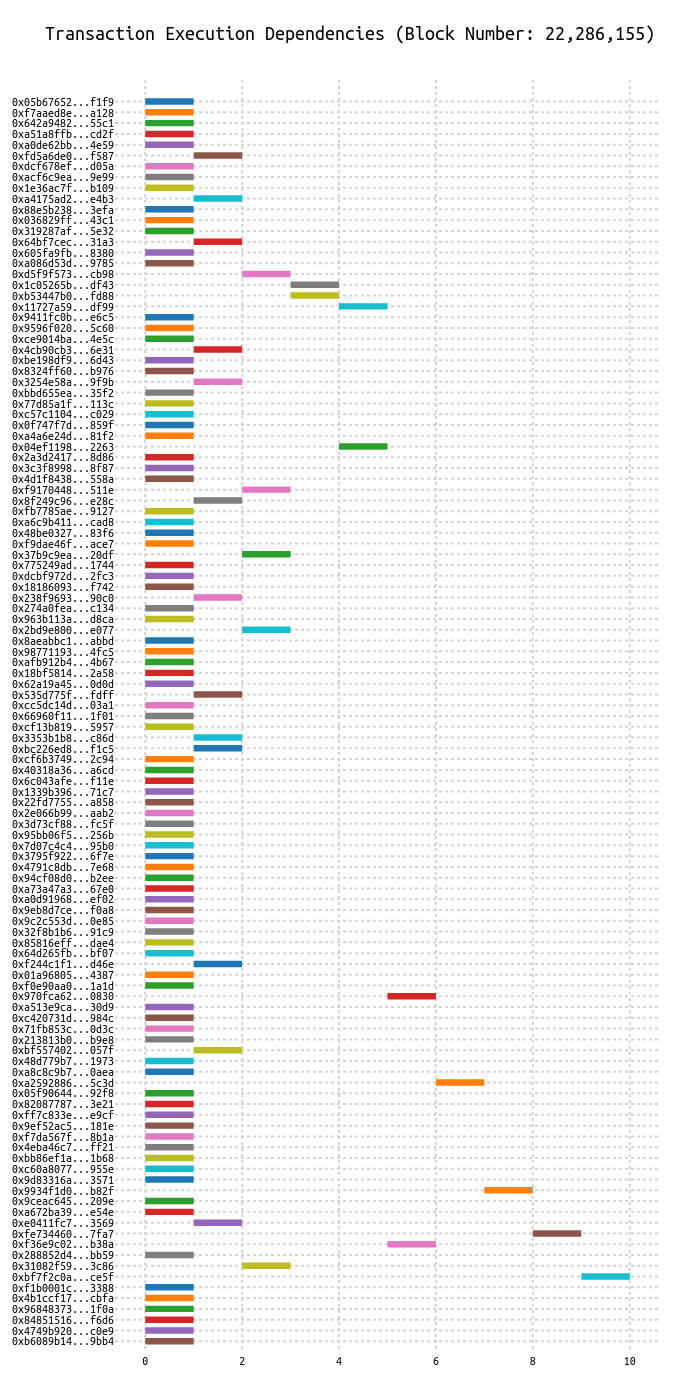 Transaction Execution Dependencies (Block Number: 22,286,155)
0x05b67652...f1f9
0xf7aaed8e...a128
0x642a9482...55c1
0xa51a8ffb...cd2f
0xa0de62bb...4e59
0xfd5a6de0...f587
0xdcf678ef...d05a
0xacf6c9ea...9e99
0x1e36ac7f...b109
0xa4175ad2...e4b3
0x88e5b238...3efa
0x036829ff...43c1
0x319287af...5e32
0x64bf7cec...31a3
0x605fa9fb...8380
0xa086d53d...9785
0xd5f9f573...cb98
0x1c05265b...df43
0xb53447b0...fd88
0x11727a59...df99
0x9411fc0b...e6c5
0x9596f020...5c60
0xce9014ba...4e5c
0x4cb90cb3...6e31
0xbe198df9...6d43
0x8324ff60...b976
0x3254e58a...9f9b
0xbbd655ea...35f2
0x77d85a1f...113c
0xc57c1104...c029
0x0f747f7d...859f
0xa4a6e24d...81f2
0x04ef1198...2263
0x2a3d2417...8d86
0x3c3f8998...8f87
0x4d1f8438...558a
0xf9170448...511e
0x8f249c96...e28c
0xfb7785ae...9127
0xa6c9b411...cad8
0x48be0327...83f6
0xf9dae46f...ace7
0x37b9c9ea...20df
0x775249ad...1744
0xdcbf972d...2fc3
0x18186093...f742
0x238f9693...90c0
0x274a0fea...c134
0x963b113a...d8ca
0x2bd9e800...e077
0x8aeabbc1...abbd
0x98771193...4fc5
0xafb912b4...4b67
0x18bf5814...2a58
0x62a19a45...0d0d
0x535d775f...fdff
0xcc5dc14d...03a1
0x66960f11...1f01
0xcf13b819...5957
0x3353b1b8...c86d
0xbc226ed8...f1c5
0xcf6b3749...2c94
0x40318a36...a6cd
0x6c043afe...f11e
0x1339b396...71c7
0x22fd7755...a858
0x2e066b99...aab2
0x3d73cf88...fc5f
0x95bb06f5...256b
0x7d07c4c4...95b0
0x3795f922...6f7e
0x4791c8db...7e68
0x94cf08d0...b2ee
0xa73a47a3...67e0
0xa0d91968...ef02
0x9eb8d7ce...f0a8
0x9c2c553d...0e85
0x32f8b1b6...91c9
0x85816eff...dae4
0x64d265fb...bf07
0xf244c1f1...d46e
0x01a96805...4387
0xf0e90aa0...1a1d
0x970fca62...0830
0xa513e9ca...30d9
0xc420731d...984c
0x71fb853c...0d3c
0x213813b0...b9e8
0xbf557402...057f
0x48d779b7...1973
0xa8c8c9b7...0aea
0xa2592886...5c3d
0x05f90644...92f8
0x82087787...3e21
0xff7c833e...e9cf
0x9ef52ac5...181e
0xf7da567f...8b1a
0x4eba46c7...ff21
0xbb86ef1a...1b68
0xc60a8077...955e
0x9d83316a...3571
0x9934f1d0...b82f
0x9ceac645...209e
0xa672ba39...e54e
0xe0411fc7...3569
0xfe734460...7fa7
0xf36e9c02...b38a
0x288852d4...bb59
0x31082f59...3c86
0xbf7f2c0a...ce5f
0xf1b0001c...3388
0x4b1ccf17...cbfa
0x96848373...1f0a
0x84851516...f6d6
0x4749b920...c0e9
0xb6089b14...9bb4
0 2 4 6 8 10